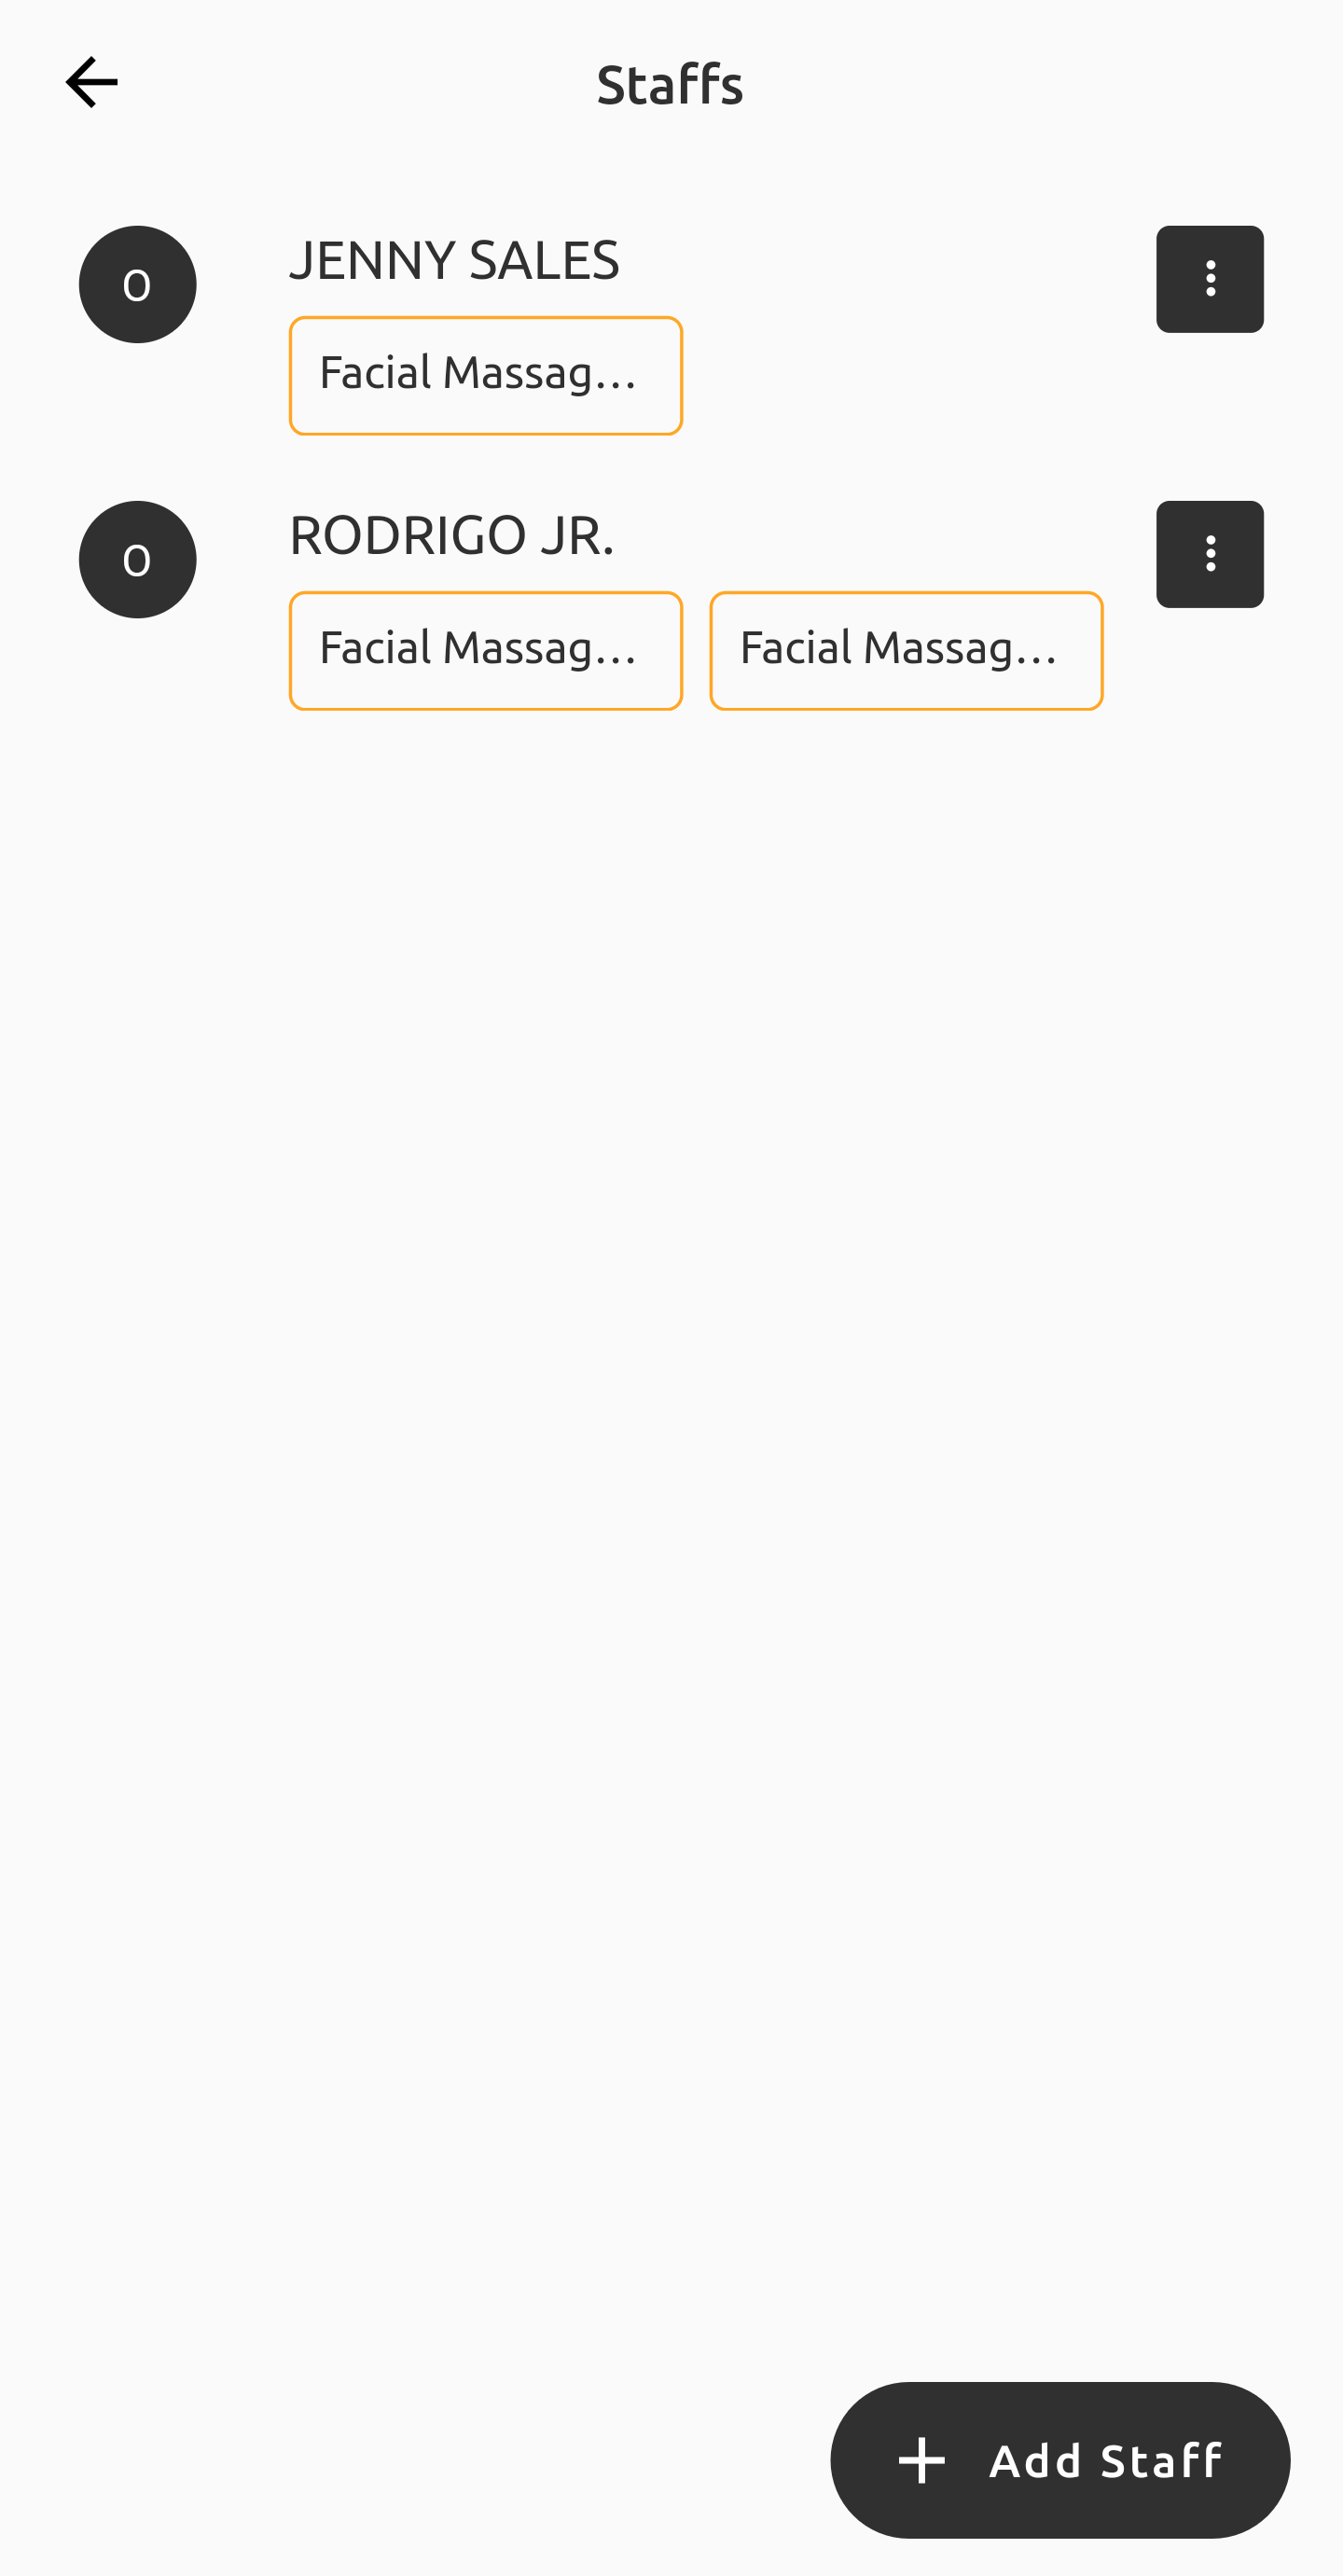 Staffs
O
JENNY SALES
Facial Massag...
O
RODRIGO JR.
Facial Massag... Facial Massag...
Add Staff